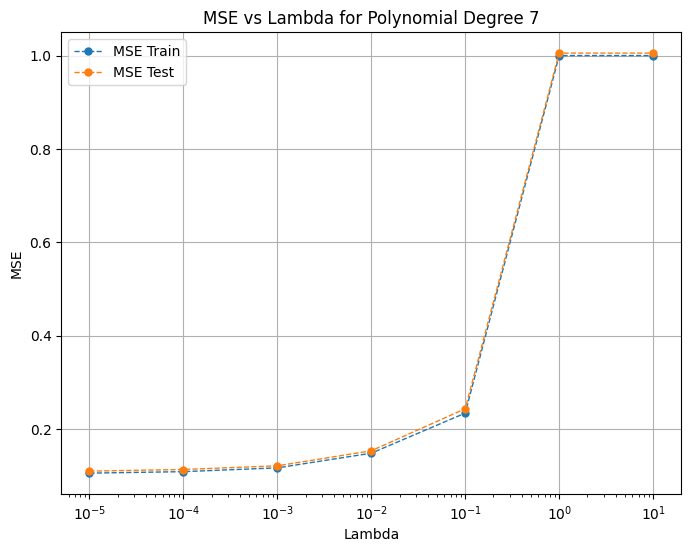 MSE vs Lambda for Polynomial Degree 7
MSE Train
MSE Test
MSE
1.0
0.8
0.6
0.4
0.2
10⁻⁵ 10⁻⁴ 10⁻³ 10⁻² 10⁻¹ 10⁰ 10¹
Lambda